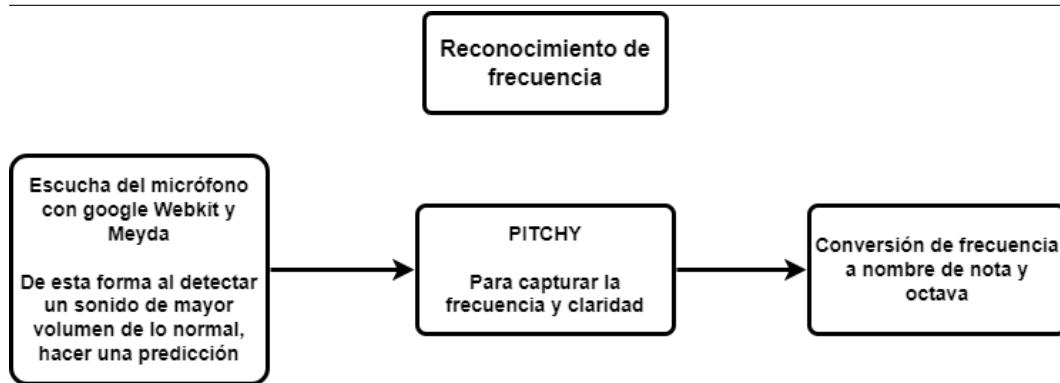 Reconocimiento de
frecuencia
Escucha del micrófono
con google Webkit y
Meyda
De esta forma al detectar
un sonido de mayor
volumen de lo normal,
hacer una predicción
PITCHY
Para capturar la
frecuencia y claridad
Conversión de frecuencia
a nombre de nota y
octava